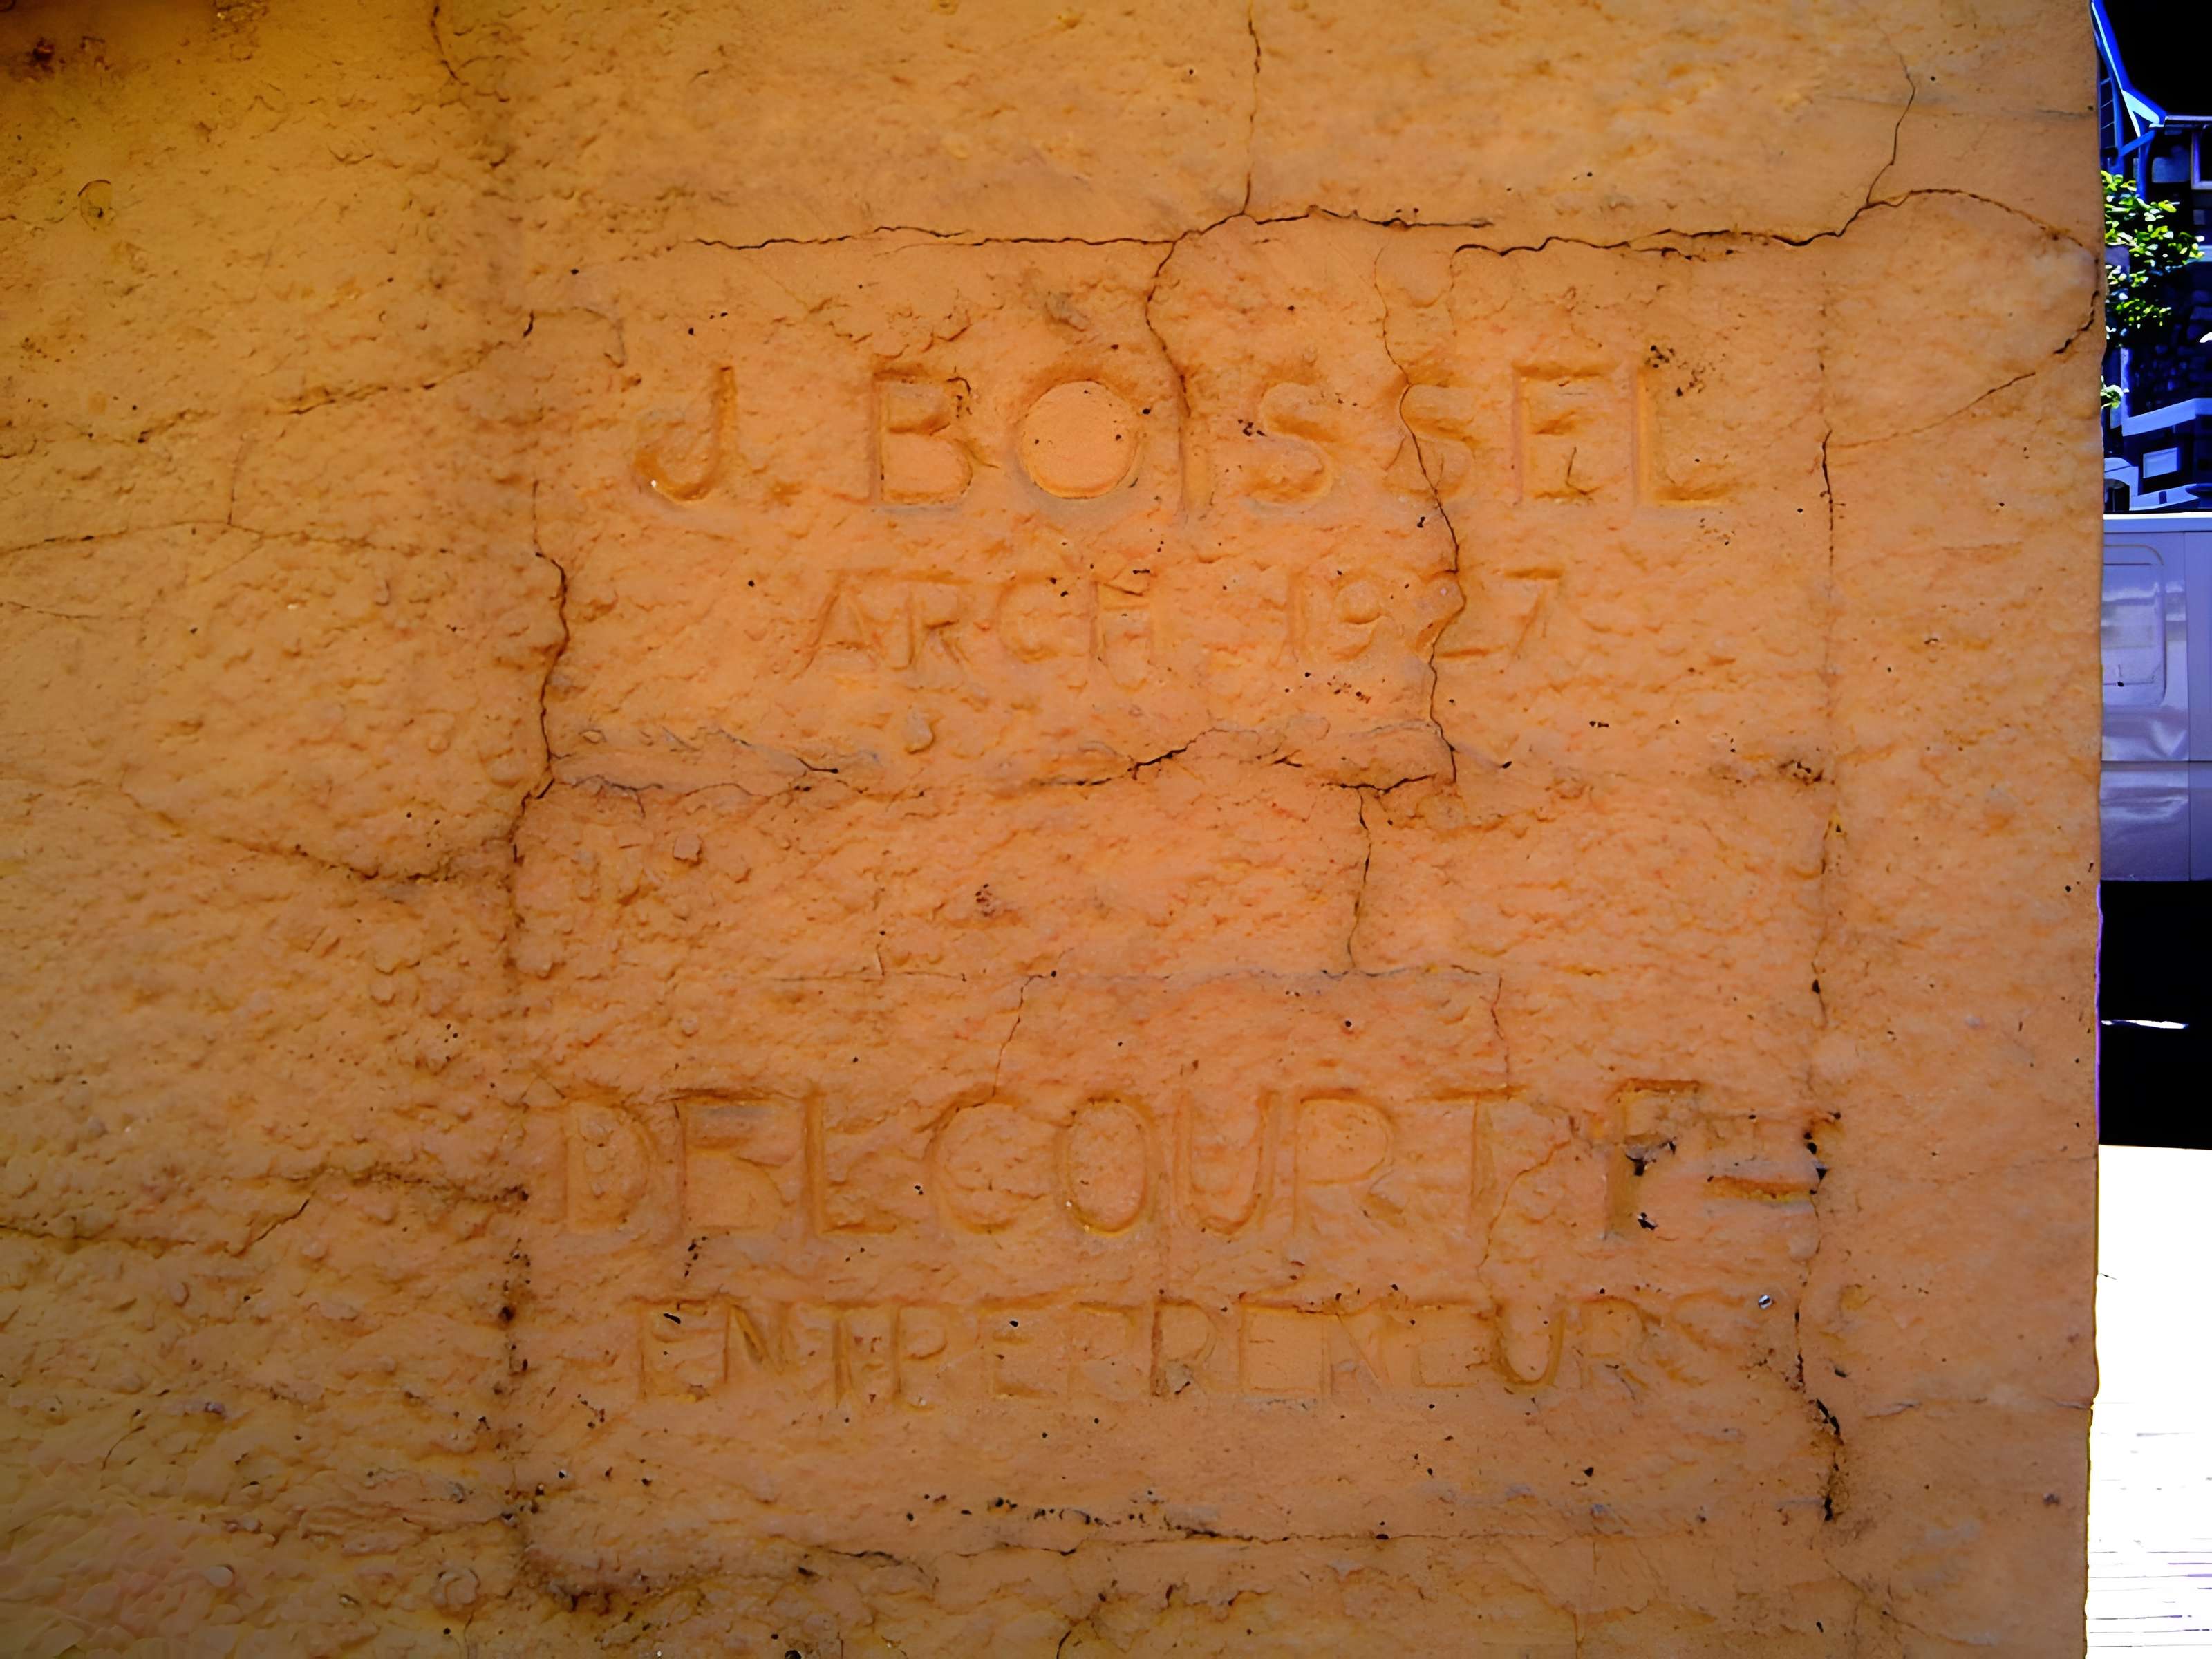 J. BOISSEL
ARCH. 1927
DELCOURT F
ENTREPRENEURS